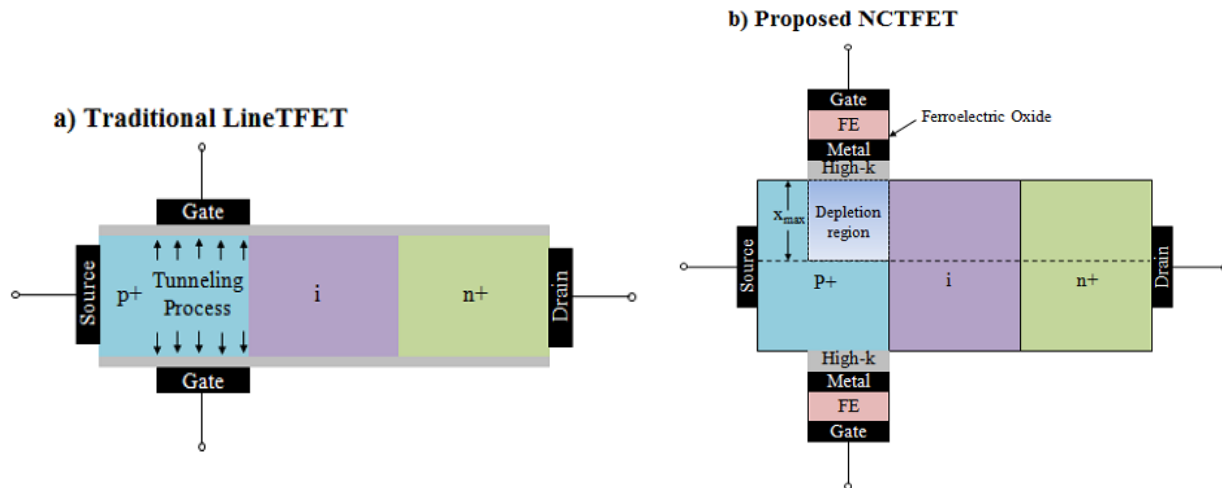 a) Traditional LineTFET
Gate
Source
p+
Tunneling
Process
i
n+
Drain
Gate
b) Proposed NCTFET
Gate
FE
Ferroelectric Oxide
Metal
High-k
xmax
Depletion
region
Source
P+
i
n+
Drain
High-k
Metal
FE
Gate